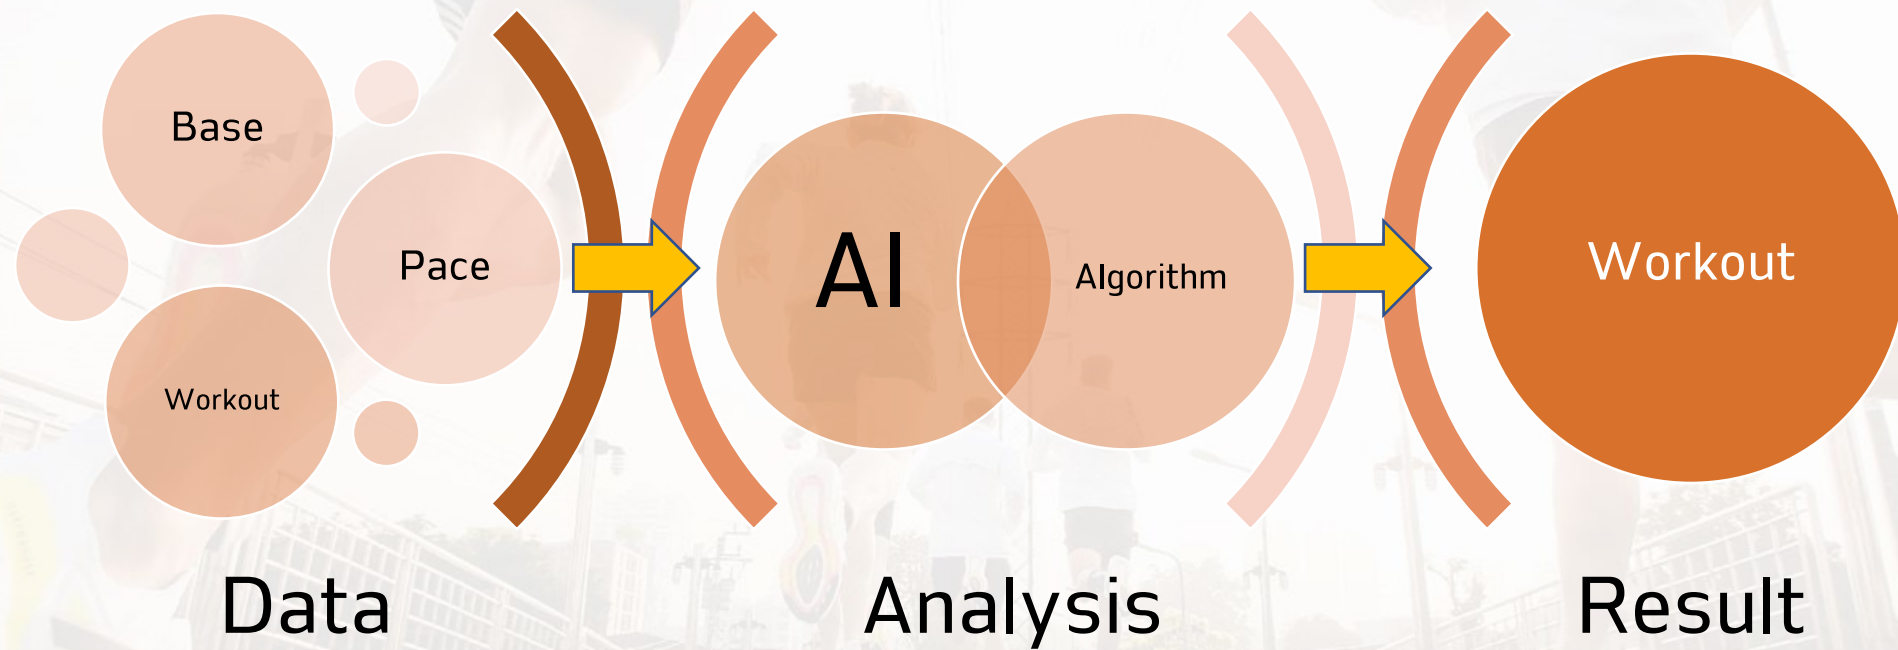 Base
Pace
Workout
AI
Algorithm
Workout
Data
Analysis
Result